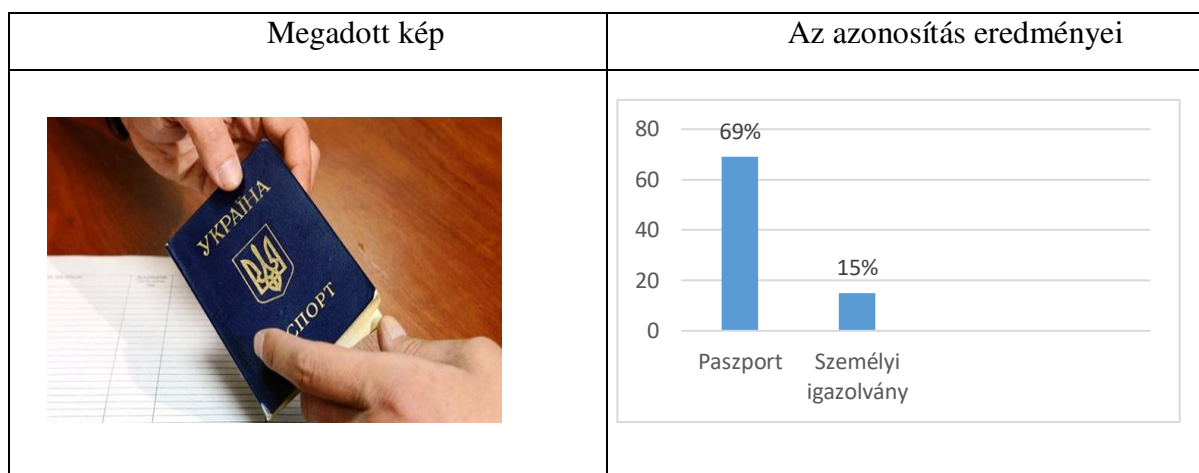 Megadott kép
Az azonosítás eredményei
УКРАЇНА
СПОРТ
80
60
40
20
0
69%
15%
Paszport
Személyi
igazolvány